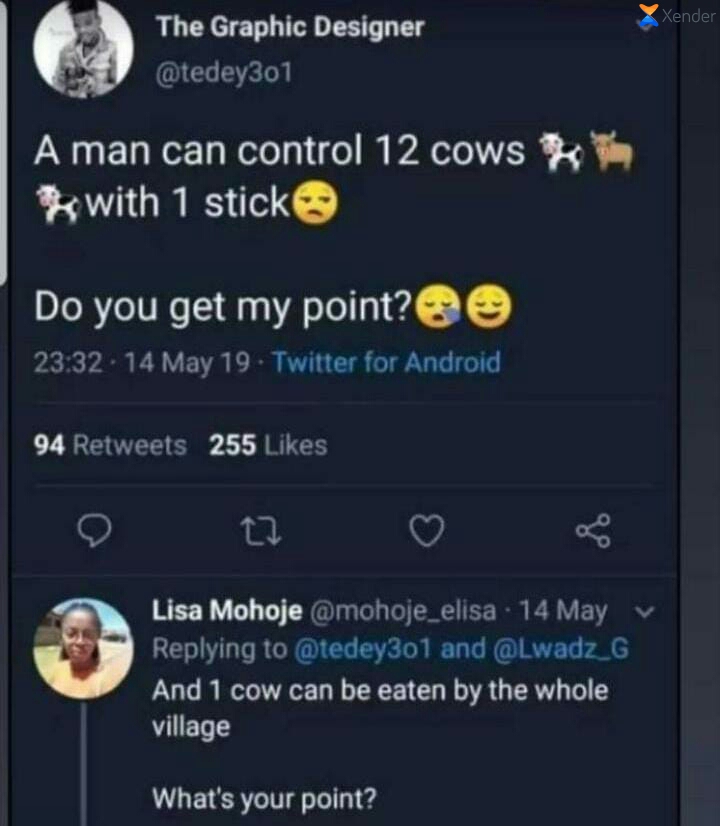 Xender
The Graphic Designer
@tedey3o1
A man can control 12 cows 🐄🐂
🐄with 1 stick😒
Do you get my point?😪😌
23:32 · 14 May 19 · Twitter for Android
94 Retweets 255 Likes
Lisa Mohoje @mohoje_elisa · 14 May
Replying to @tedey3o1 and @Lwadz_G
And 1 cow can be eaten by the whole
village
What's your point?